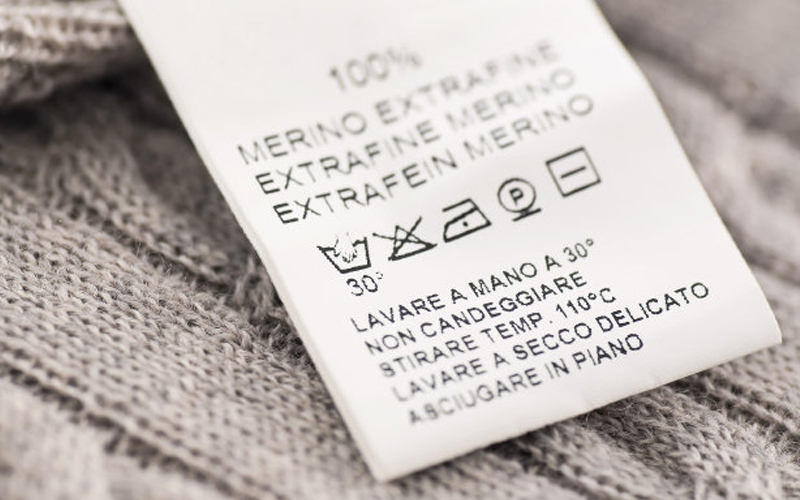 100%
MERINO EXTRAFINE
EXTRAFINE MERINO
EXTRAFEIN MERINO
P
30°
LAVARE A MANO A 30°
NON CANDEGGIARE
STIRARE TEMP. 110°C
LAVARE A SECCO DELICATO
ASCIUGARE IN PIANO